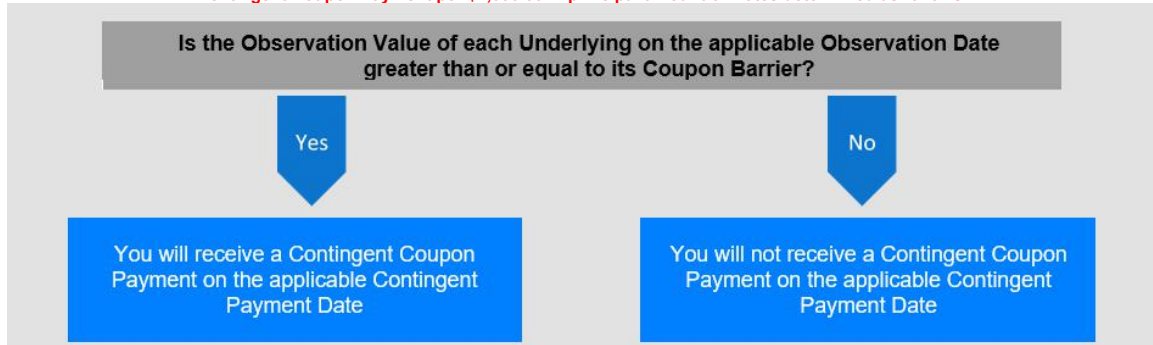 Is the Observation Value of each Underlying on the applicable Observation Date
greater than or equal to its Coupon Barrier?
Yes
No
You will receive a Contingent Coupon
Payment on the applicable Contingent
Payment Date
You will not receive a Contingent Coupon
Payment on the applicable Contingent
Payment Date